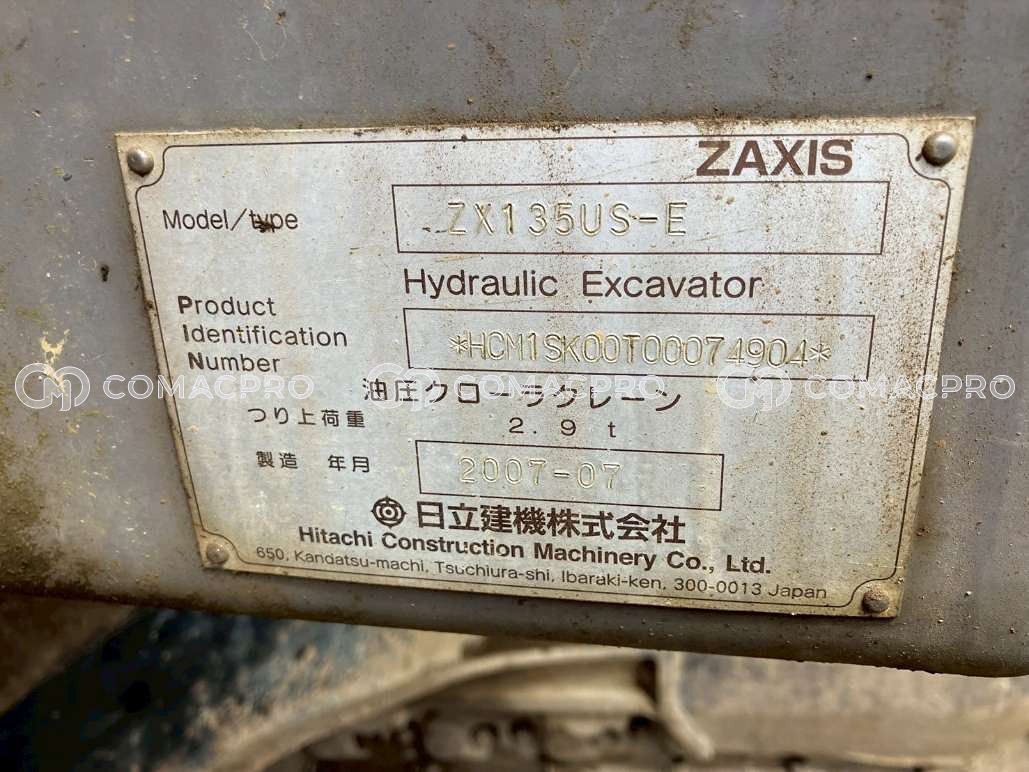 ZAXIS
Model/type ZX135US-E
Hydraulic Excavator
Product
Identification
Number
*HCM1SK00T00074904*
COMACPRO COMACPRO COMACPRO
油圧クローラクレーン
つり上荷重 2.9 t
製造 年月 2007-07
日立建機株式会社
Hitachi Construction Machinery Co., Ltd.
650, Kandatsu-machi, Tsuchiura-shi, Ibaraki-ken, 300-0013 Japan